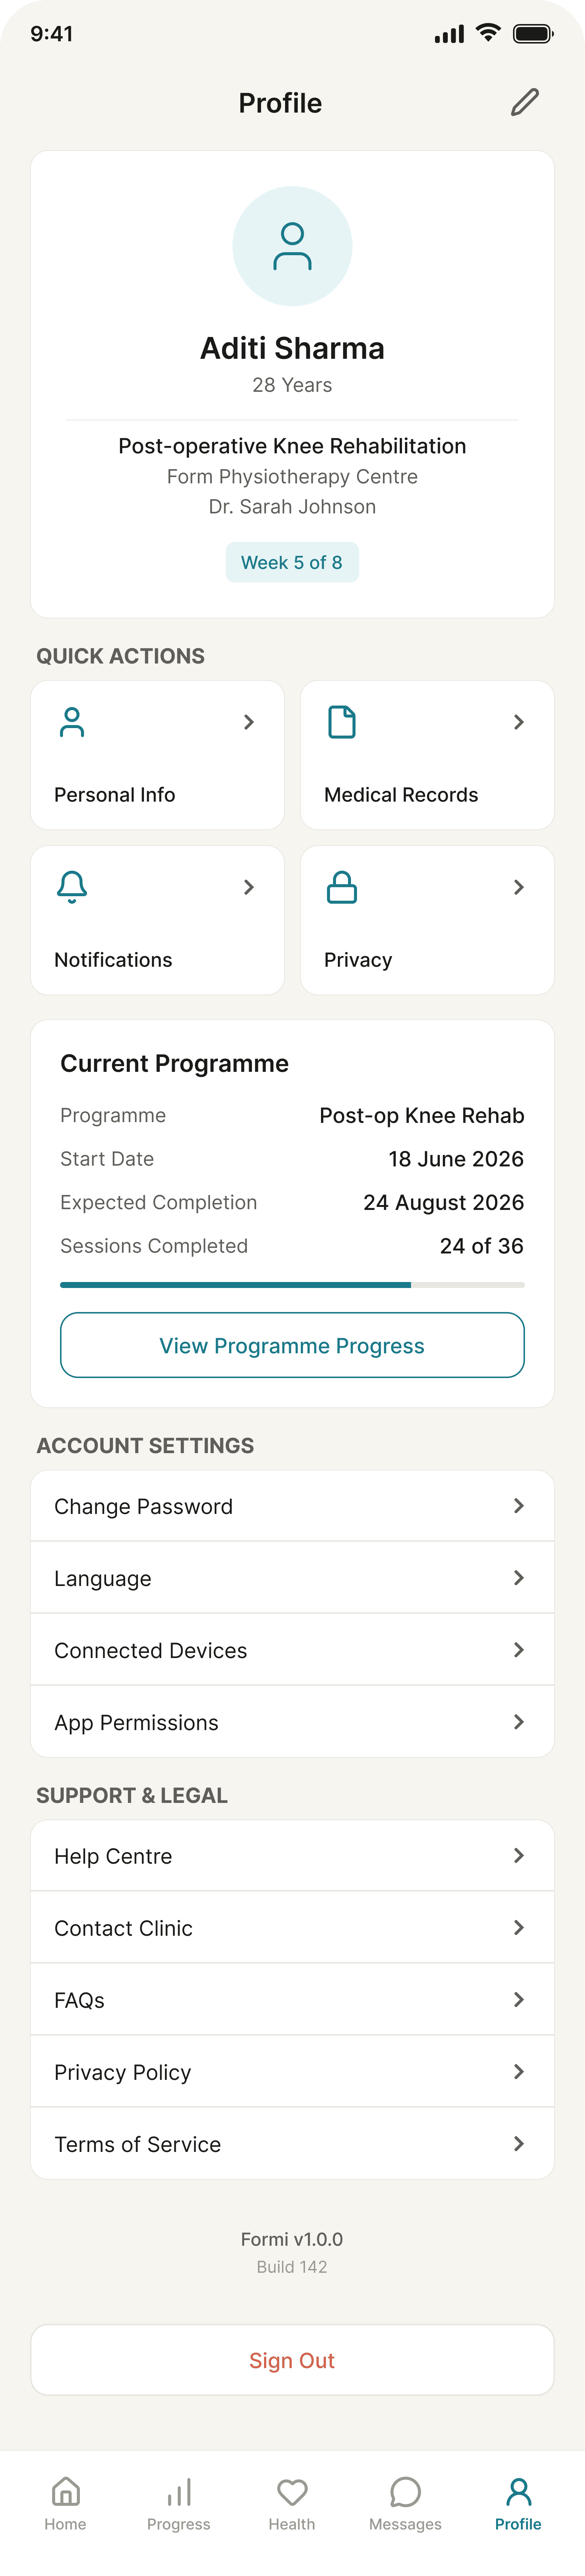 9:41
Profile
Aditi Sharma
28 Years
Post-operative Knee Rehabilitation
Form Physiotherapy Centre
Dr. Sarah Johnson
Week 5 of 8
QUICK ACTIONS
Personal Info
Medical Records
Notifications
Privacy
Current Programme
Programme Post-op Knee Rehab
Start Date 18 June 2026
Expected Completion 24 August 2026
Sessions Completed 24 of 36
View Programme Progress
ACCOUNT SETTINGS
Change Password
Language
Connected Devices
App Permissions
SUPPORT & LEGAL
Help Centre
Contact Clinic
FAQs
Privacy Policy
Terms of Service
Formi v1.0.0
Build 142
Sign Out
Home Progress Health Messages Profile